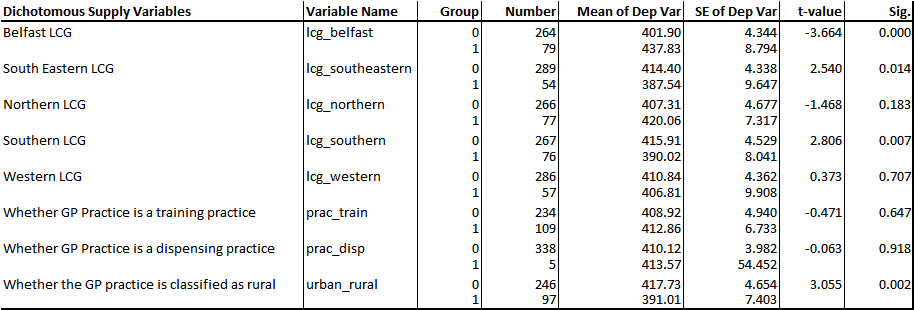 Dichotomous Supply Variables Variable Name Group Number Mean of Dep Var SE of Dep Var t-value Sig.
Belfast LCG lcg_belfast 0 264 401.90 4.344 -3.664 0.000
1 79 437.83 8.794
South Eastern LCG lcg_southeastern 0 289 414.40 4.338 2.540 0.014
1 54 387.54 9.647
Northern LCG lcg_northern 0 266 407.31 4.677 -1.468 0.183
1 77 420.06 7.317
Southern LCG lcg_southern 0 267 415.91 4.529 2.806 0.007
1 76 390.02 8.041
Western LCG lcg_western 0 286 410.84 4.362 0.373 0.707
1 57 406.81 9.908
Whether GP Practice is a training practice prac_train 0 234 408.92 4.940 -0.471 0.647
1 109 412.86 6.733
Whether GP Practice is a dispensing practice prac_disp 0 338 410.12 3.982 -0.063 0.918
1 5 413.57 54.452
Whether the GP practice is classified as rural urban_rural 0 246 417.73 4.654 3.055 0.002
1 97 391.01 7.403